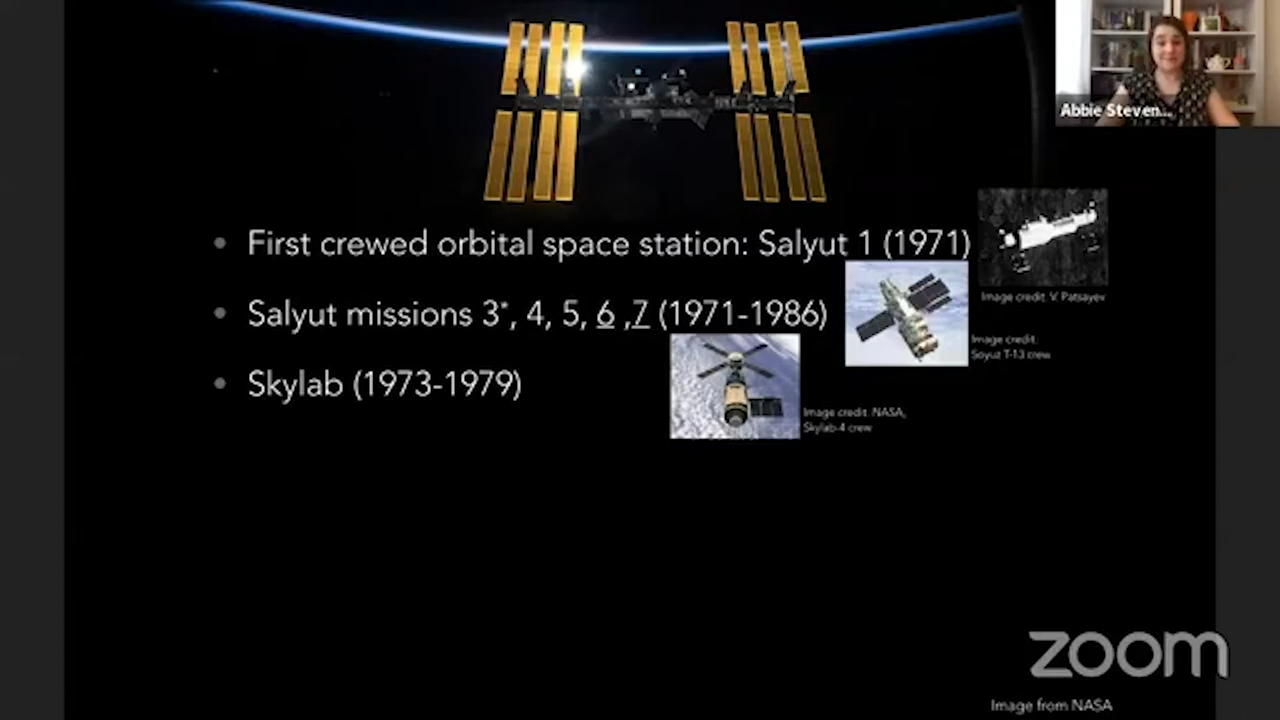 Abbie Steven...
• First crewed orbital space station: Salyut 1 (1971)
Image credit: V. Patsayev
• Salyut missions 3*, 4, 5, 6 ,7 (1971-1986)
Image credit:
Soyuz T-13 crew
• Skylab (1973-1979)
Image credit: NASA,
Skylab-4 crew
zoom
Image from NASA